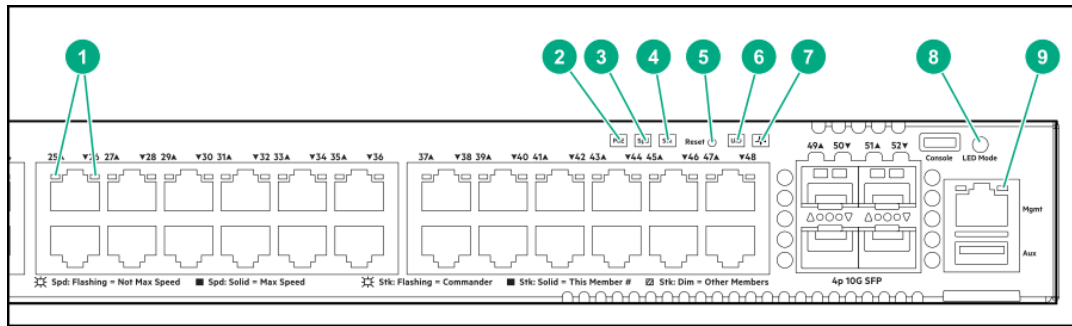 1 2 3 4 5 6 7 8 9
PoE Spd Stk Reset UID
25▲ ▼26 27▲ ▼28 29▲ ▼30 31▲ ▼32 33▲ ▼34 35▲ ▼36 37▲ ▼38 39▲ ▼40 41▲ ▼42 43▲ ▼44 45▲ ▼46 47▲ ▼48
49▲ 50▼ 51▲ 52▼
Console LED Mode
Mgmt
Aux
Spd: Flashing = Not Max Speed ■ Spd: Solid = Max Speed Stk: Flashing = Commander ■ Stk: Solid = This Member # Stk: Dim = Other Members
4p 10G SFP